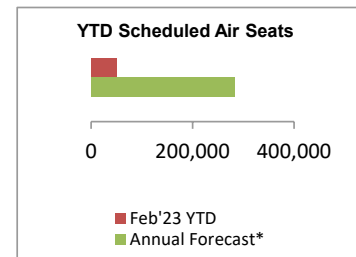 YTD Scheduled Air Seats
0 200,000 400,000
Feb'23 YTD
Annual Forecast*